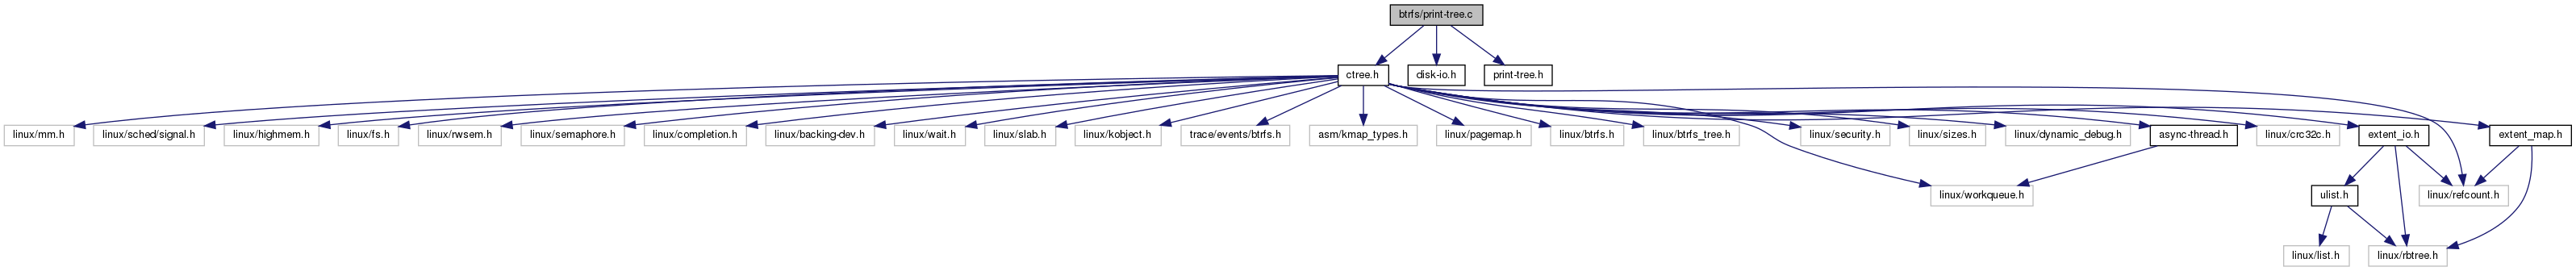 btrfs/print-tree.c
ctree.h
disk-io.h
print-tree.h
linux/mm.h
linux/sched/signal.h
linux/highmem.h
linux/fs.h
linux/rwsem.h
linux/semaphore.h
linux/completion.h
linux/backing-dev.h
linux/wait.h
linux/slab.h
linux/kobject.h
trace/events/btrfs.h
asm/kmap_types.h
linux/pagemap.h
linux/btrfs.h
linux/btrfs_tree.h
linux/security.h
linux/sizes.h
linux/dynamic_debug.h
async-thread.h
linux/crc32c.h
extent_io.h
extent_map.h
linux/workqueue.h
ulist.h
linux/refcount.h
linux/list.h
linux/rbtree.h